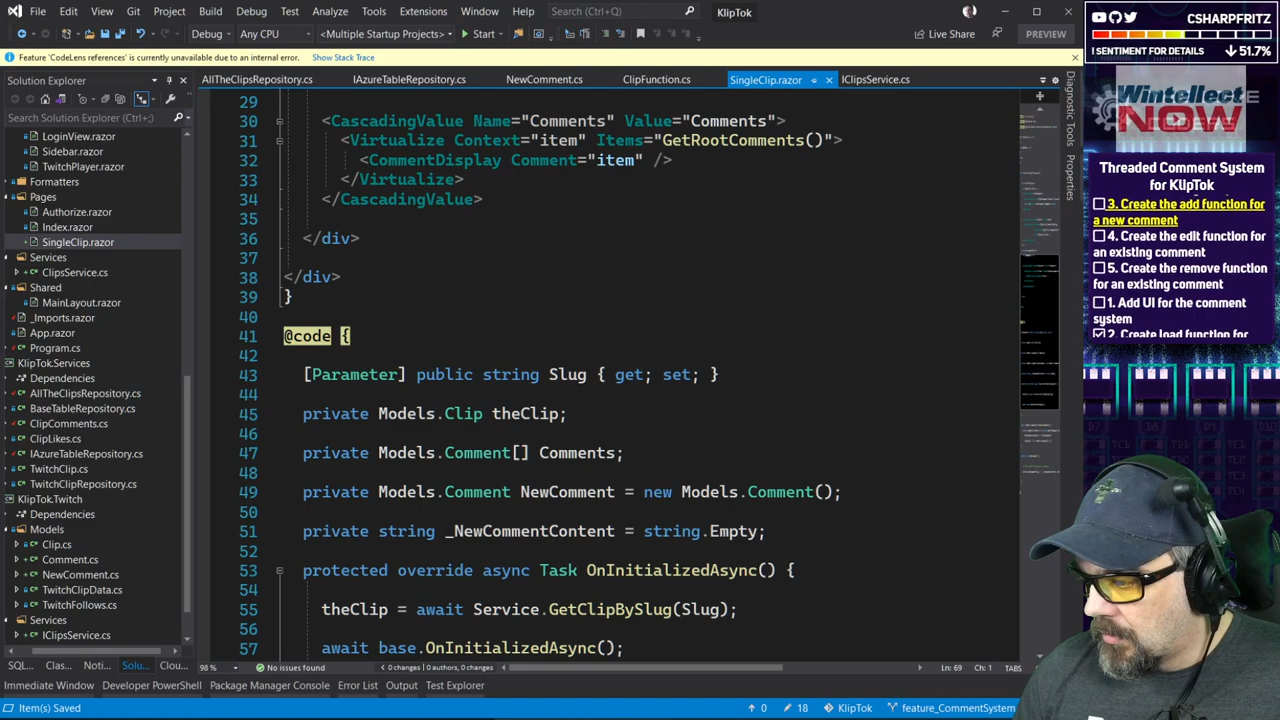 File Edit View Git Project Build Debug Test Analyze Tools Extensions Window Help Search (Ctrl+Q) KlipTok
Debug Any CPU <Multiple Startup Projects> Start Live Share PREVIEW
Feature 'CodeLens references' is currently unavailable due to an internal error. Show Stack Trace
Solution Explorer
Search Solution Explorer (Ctrl+;)
LoginView.razor
Sidebar.razor
TwitchPlayer.razor
Formatters
Pages
Authorize.razor
Index.razor
SingleClip.razor
Services
ClipsService.cs
Shared
MainLayout.razor
_Imports.razor
App.razor
Program.cs
KlipTok.Services
Dependencies
AllTheClipsRepository.cs
BaseTableRepository.cs
ClipComments.cs
ClipLikes.cs
IAzureTableRepository.cs
TwitchClip.cs
TwitchClipRepository.cs
KlipTok.Twitch
Dependencies
Models
Clip.cs
Comment.cs
NewComment.cs
TwitchClipData.cs
TwitchFollows.cs
Services
IClipsService.cs
SQL... Clas... Noti... Solu... Clou...
AllTheClipsRepository.cs IAzureTableRepository.cs NewComment.cs ClipFunction.cs SingleClip.razor IClipsService.cs
29
30 <CascadingValue Name="Comments" Value="Comments">
31 <Virtualize Context="item" Items="GetRootComments()">
32 <CommentDisplay Comment="item" />
33 </Virtualize>
34 </CascadingValue>
35
36 </div>
37
38 </div>
39 }
40
41 @code {
42
43 [Parameter] public string Slug { get; set; }
44
45 private Models.Clip theClip;
46
47 private Models.Comment[] Comments;
48
49 private Models.Comment NewComment = new Models.Comment();
50
51 private string _NewCommentContent = string.Empty;
52
53 protected override async Task OnInitializedAsync() {
54
55 theClip = await Service.GetClipBySlug(Slug);
56
57 await base.OnInitializedAsync();
98 % No issues found 0 changes | 0 authors, 0 changes Ln: 69 Ch: 1 TABS
Diagnostic Tools
Properties
Immediate Window Developer PowerShell Package Manager Console Error List Output Test Explorer
Item(s) Saved 0 18 KlipTok feature_CommentSystem
CSHARPFRITZ
! SENTIMENT FOR DETAILS 51.7%
Wintellect
NOW
Threaded Comment System
for KlipTok
3. Create the add function for
a new comment
4. Create the edit function for
an existing comment
5. Create the remove function
for an existing comment
1. Add UI for the comment
system
2. Create load function for